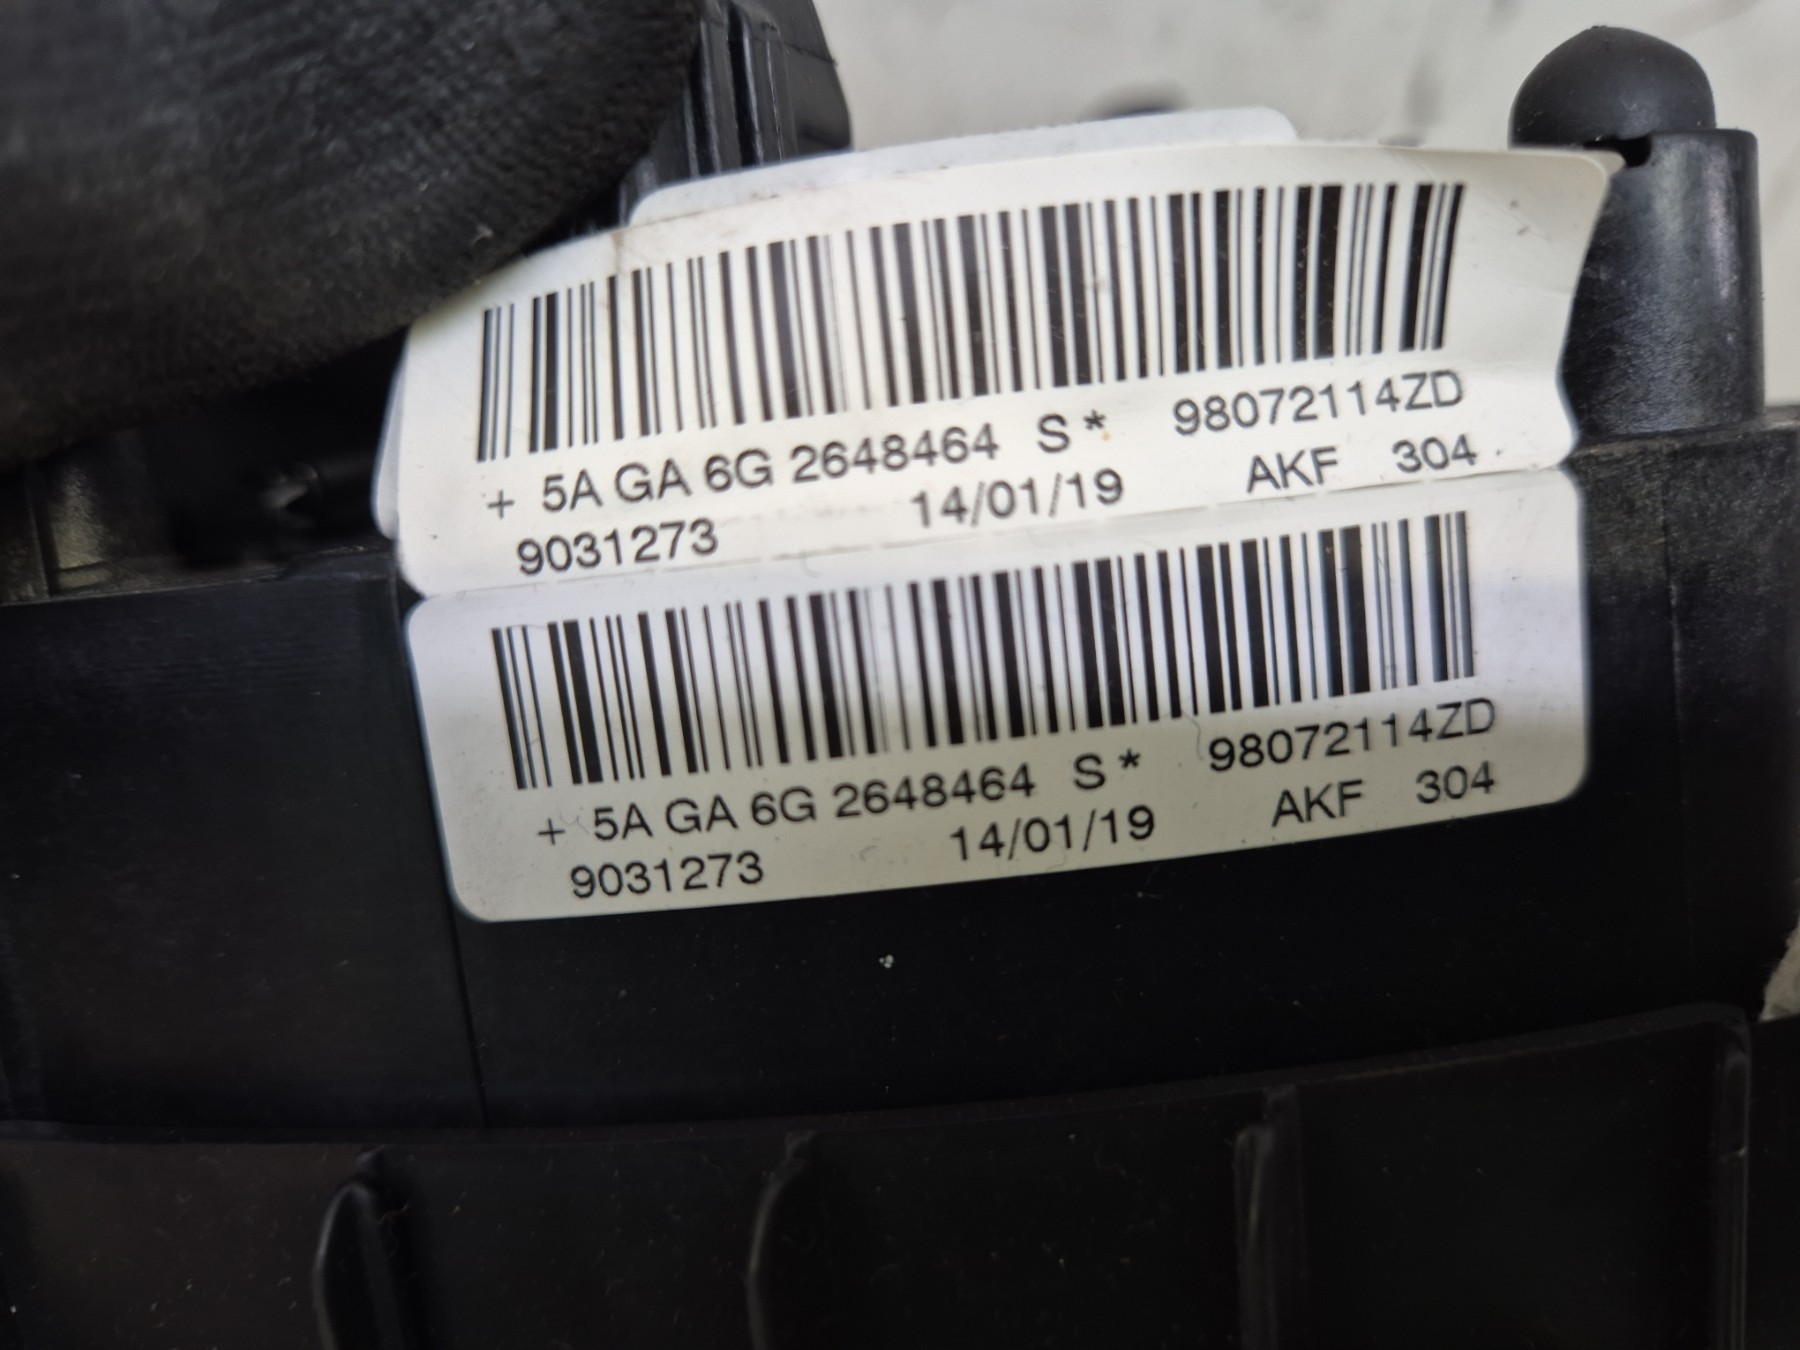 + 5A GA 6G 2648464 S* 98072114ZD
9031273 14/01/19 AKF 304
+ 5A GA 6G 2648464 S* 98072114ZD
9031273 14/01/19 AKF 304